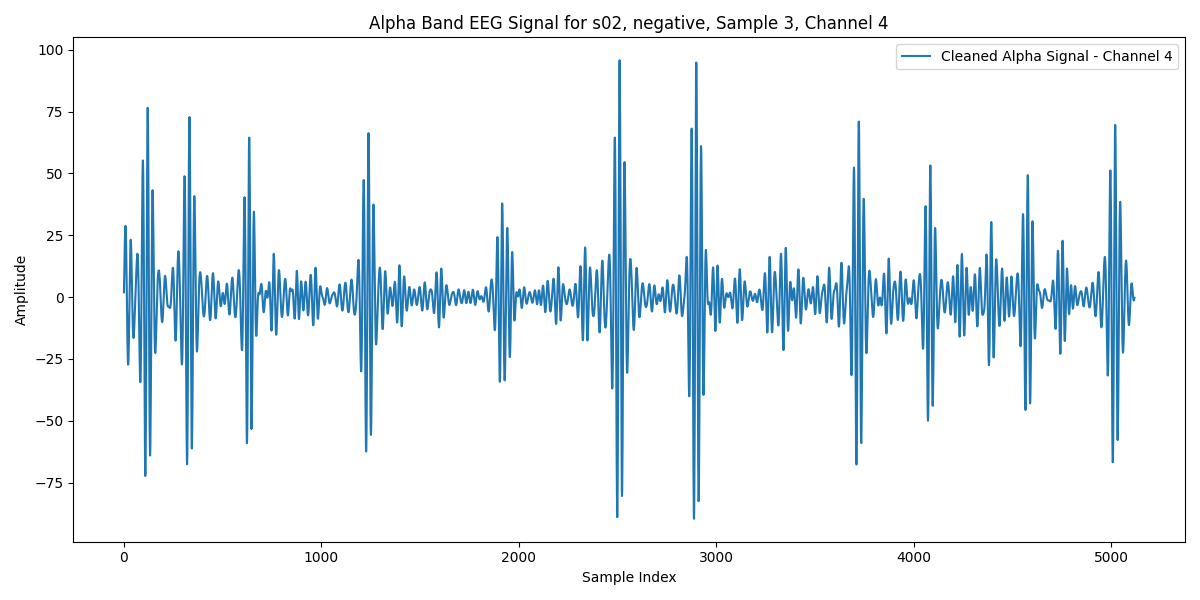 Alpha Band EEG Signal for s02, negative, Sample 3, Channel 4
Cleaned Alpha Signal - Channel 4
100
75
50
25
0
−25
−50
−75
Amplitude
0 1000 2000 3000 4000 5000
Sample Index